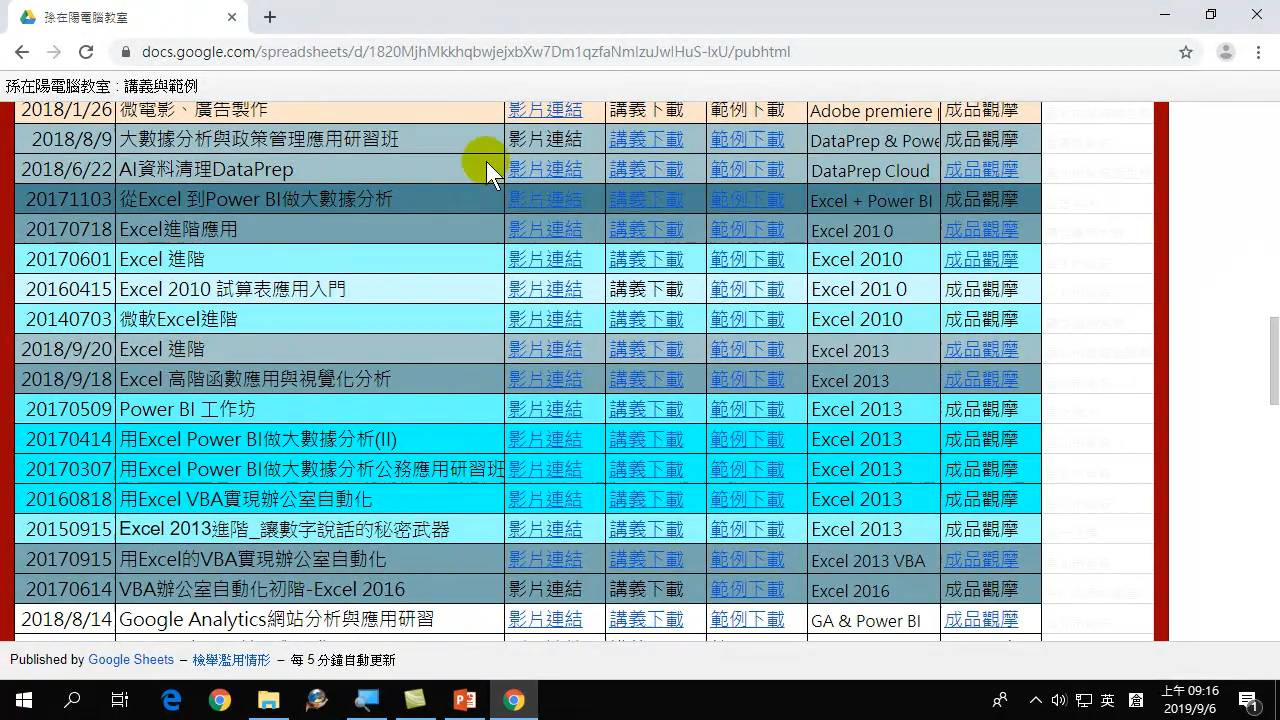 孫在陽電腦教室
docs.google.com/spreadsheets/d/1820MjhMkkhqbwjejxbXw7Dm1qzfaNmIzuJwIHuS-lxU/pubhtml
孫在陽電腦教室：講義與範例
2018/1/26 微電影、廣告製作 影片連結 講義下載 範例下載 Adobe premiere 成品觀摩
2018/8/9 大數據分析與政策管理應用研習班 影片連結 講義下載 範例下載 DataPrep & Powe 成品觀摩
2018/6/22 AI資料清理DataPrep 影片連結 講義下載 範例下載 DataPrep Cloud 成品觀摩
20171103 從Excel 到Power BI做大數據分析 影片連結 講義下載 範例下載 Excel + Power BI 成品觀摩
20170718 Excel進階應用 影片連結 講義下載 範例下載 Excel 201０ 成品觀摩
20170601 Excel 進階 影片連結 講義下載 範例下載 Excel 2010 成品觀摩
20160415 Excel 2010 試算表應用入門 影片連結 講義下載 範例下載 Excel 201０ 成品觀摩
20140703 微軟Excel進階 影片連結 講義下載 範例下載 Excel 2010 成品觀摩
2018/9/20 Excel 進階 影片連結 講義下載 範例下載 Excel 2013 成品觀摩
2018/9/18 Excel 高階函數應用與視覺化分析 影片連結 講義下載 範例下載 Excel 2013 成品觀摩
20170509 Power BI 工作坊 影片連結 講義下載 範例下載 Excel 2013 成品觀摩
20170414 用Excel Power BI做大數據分析(II) 影片連結 講義下載 範例下載 Excel 2013 成品觀摩
20170307 用Excel Power BI做大數據分析公務應用研習班 影片連結 講義下載 範例下載 Excel 2013 成品觀摩
20160818 用Excel VBA實現辦公室自動化 影片連結 講義下載 範例下載 Excel 2013 成品觀摩
20150915 Excel 2013進階_讓數字說話的秘密武器 影片連結 講義下載 範例下載 Excel 2013 成品觀摩
20170915 用Excel的VBA實現辦公室自動化 影片連結 講義下載 範例下載 Excel 2013 VBA 成品觀摩
20170614 VBA辦公室自動化初階-Excel 2016 影片連結 講義下載 範例下載 Excel 2016 成品觀摩
2018/8/14 Google Analytics網站分析與應用研習 影片連結 講義下載 範例下載 GA & Power BI 成品觀摩
Published by Google Sheets – 檢舉濫用情形 – 每 5 分鐘自動更新
英
上午 09:16
2019/9/6
1